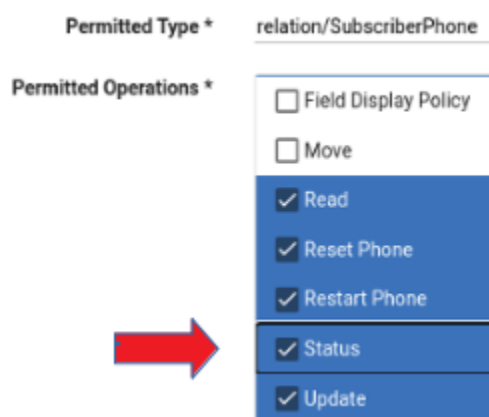 Permitted Type * relation/SubscriberPhone
Permitted Operations *
Field Display Policy
Move
Read
Reset Phone
Restart Phone
Status
Update